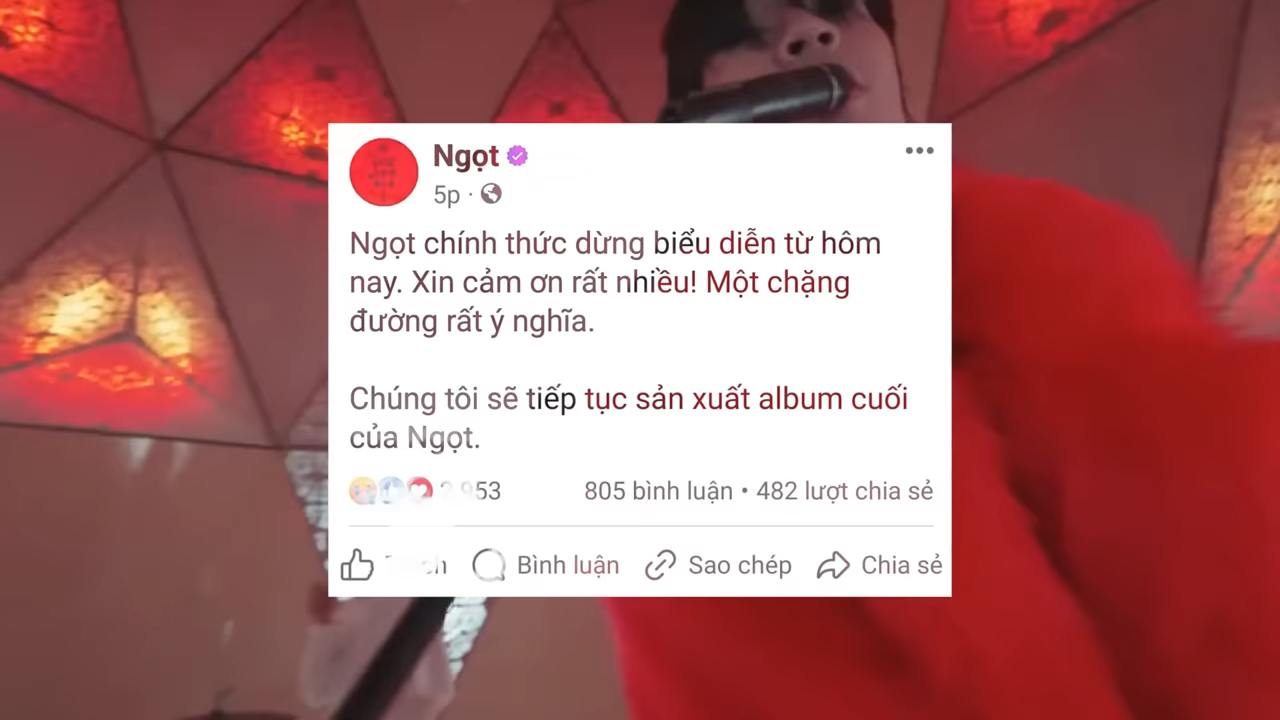 Ngọt
5p ·
Ngọt chính thức dừng biểu diễn từ hôm
nay. Xin cảm ơn rất nhiều! Một chặng
đường rất ý nghĩa.
Chúng tôi sẽ tiếp tục sản xuất album cuối
của Ngọt.
805 bình luận • 482 lượt chia sẻ
Bình luận
Sao chép
Chia sẻ